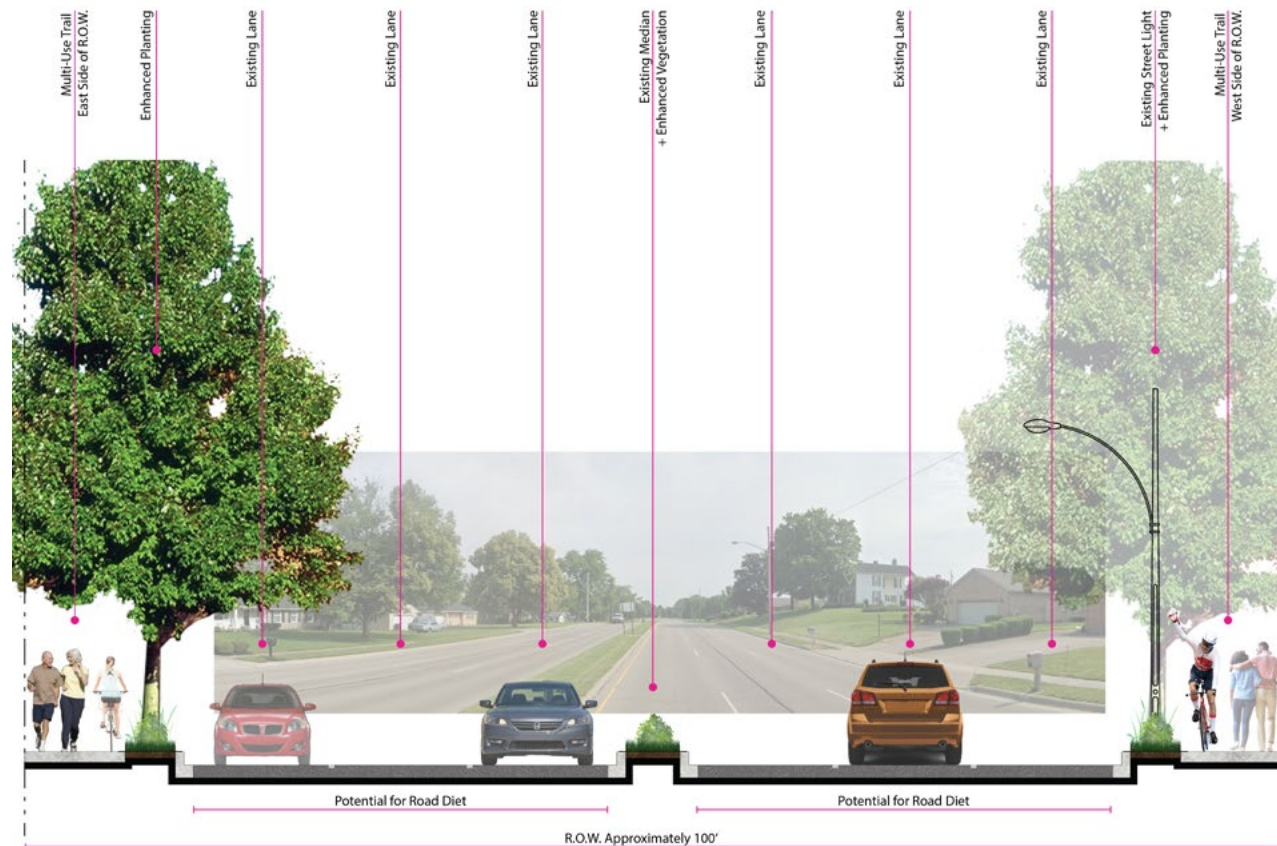 Multi-Use Trail
East Side of R.O.W.
Enhanced Planting
Existing Lane
Existing Lane
Existing Lane
Existing Median
+ Enhanced Vegetation
Existing Lane
Existing Lane
Existing Lane
Existing Street Light
+ Enhanced Planting
Multi-Use Trail
West Side of R.O.W.
Potential for Road Diet
Potential for Road Diet
R.O.W. Approximately 100'